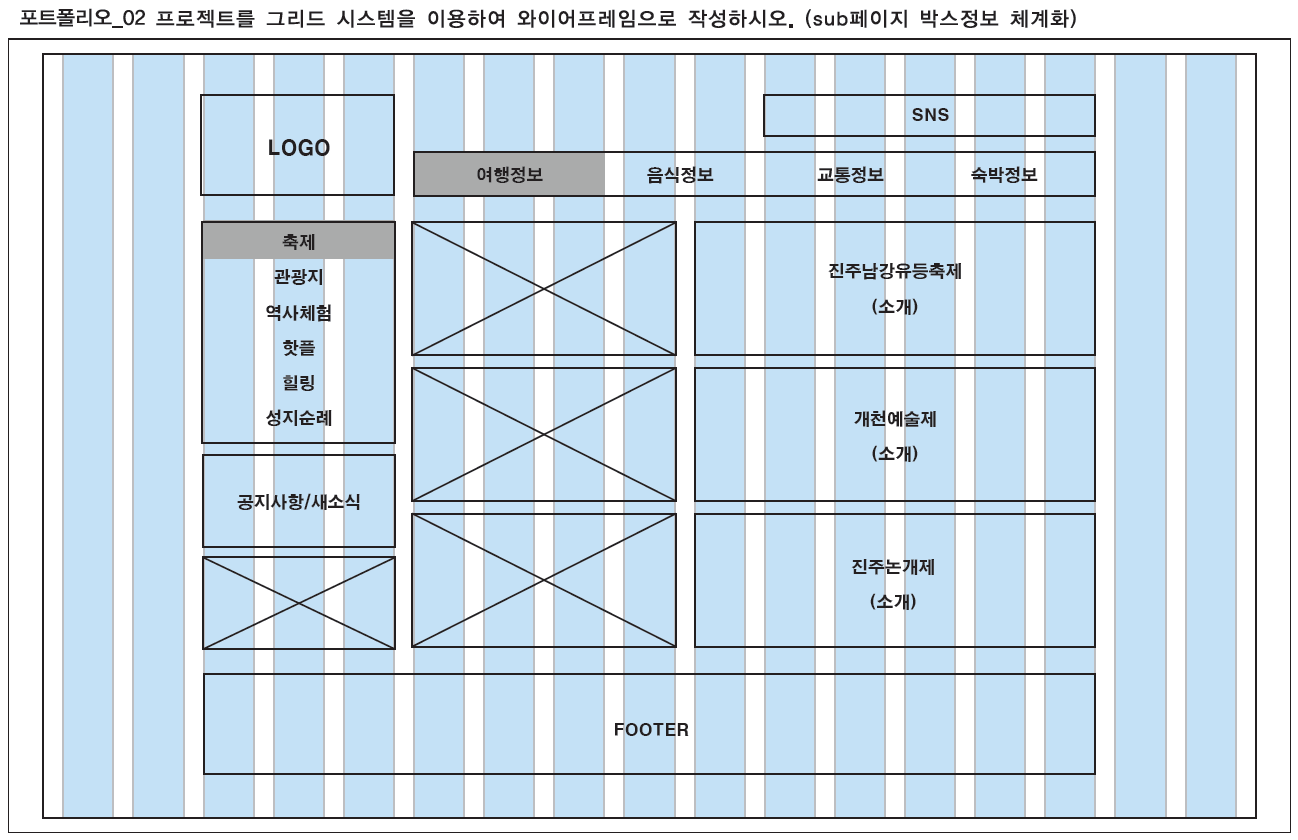 포트폴리오_02 프로젝트를 그리드 시스템을 이용하여 와이어프레임으로 작성하시오. (sub페이지 박스정보 체계화)
LOGO
SNS
여행정보 음식정보 교통정보 숙박정보
축제
관광지
역사체험
핫플
힐링
성지순례
공지사항/새소식
진주남강유등축제
(소개)
개천예술제
(소개)
진주논개제
(소개)
FOOTER